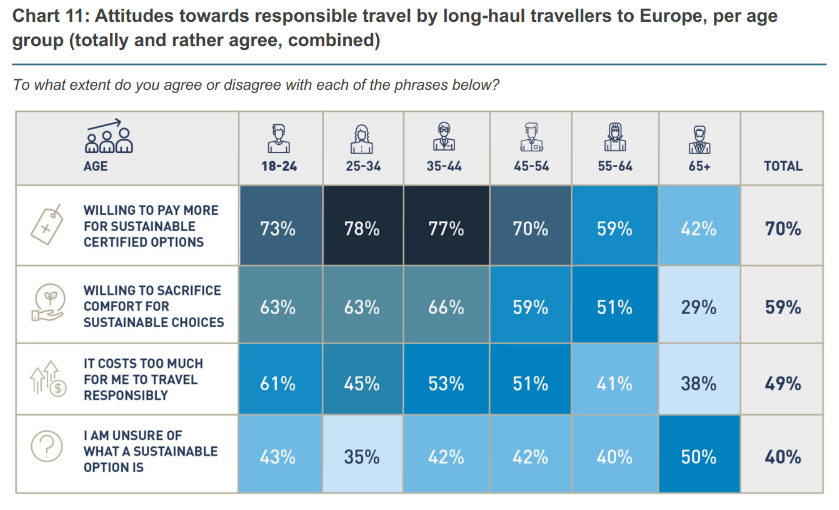 Chart 11: Attitudes towards responsible travel by long-haul travellers to Europe, per age
group (totally and rather agree, combined)
To what extent do you agree or disagree with each of the phrases below?
AGE 18-24 25-34 35-44 45-54 55-64 65+ TOTAL
WILLING TO PAY MORE
FOR SUSTAINABLE
CERTIFIED OPTIONS
73% 78% 77% 70% 59% 42% 70%
WILLING TO SACRIFICE
COMFORT FOR
SUSTAINABLE CHOICES
63% 63% 66% 59% 51% 29% 59%
IT COSTS TOO MUCH
FOR ME TO TRAVEL
RESPONSIBLY
61% 45% 53% 51% 41% 38% 49%
I AM UNSURE OF
WHAT A SUSTAINABLE
OPTION IS
43% 35% 42% 42% 40% 50% 40%